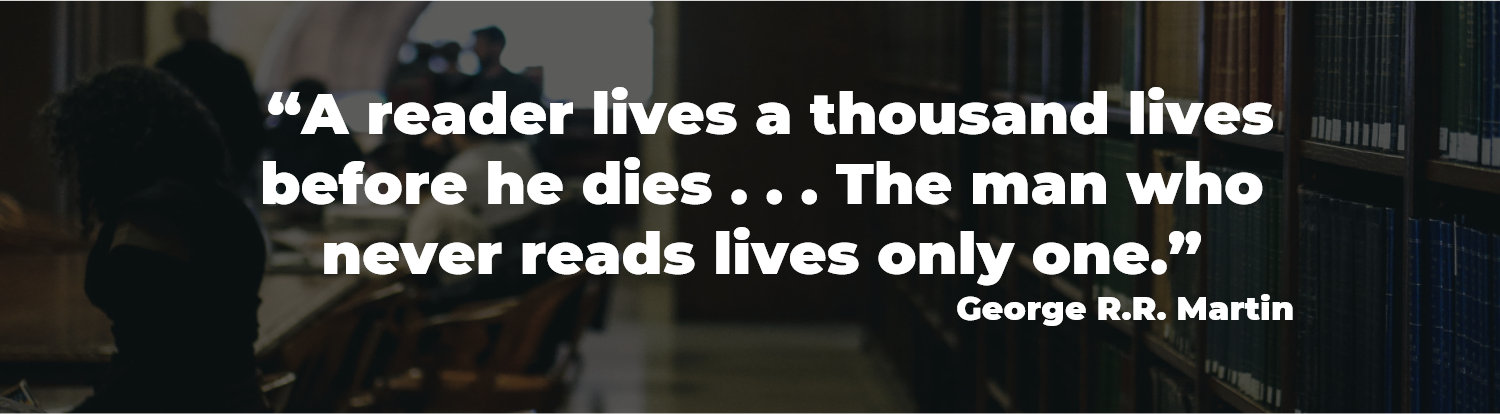 “A reader lives a thousand lives
before he dies . . . The man who
never reads lives only one.”
George R.R. Martin